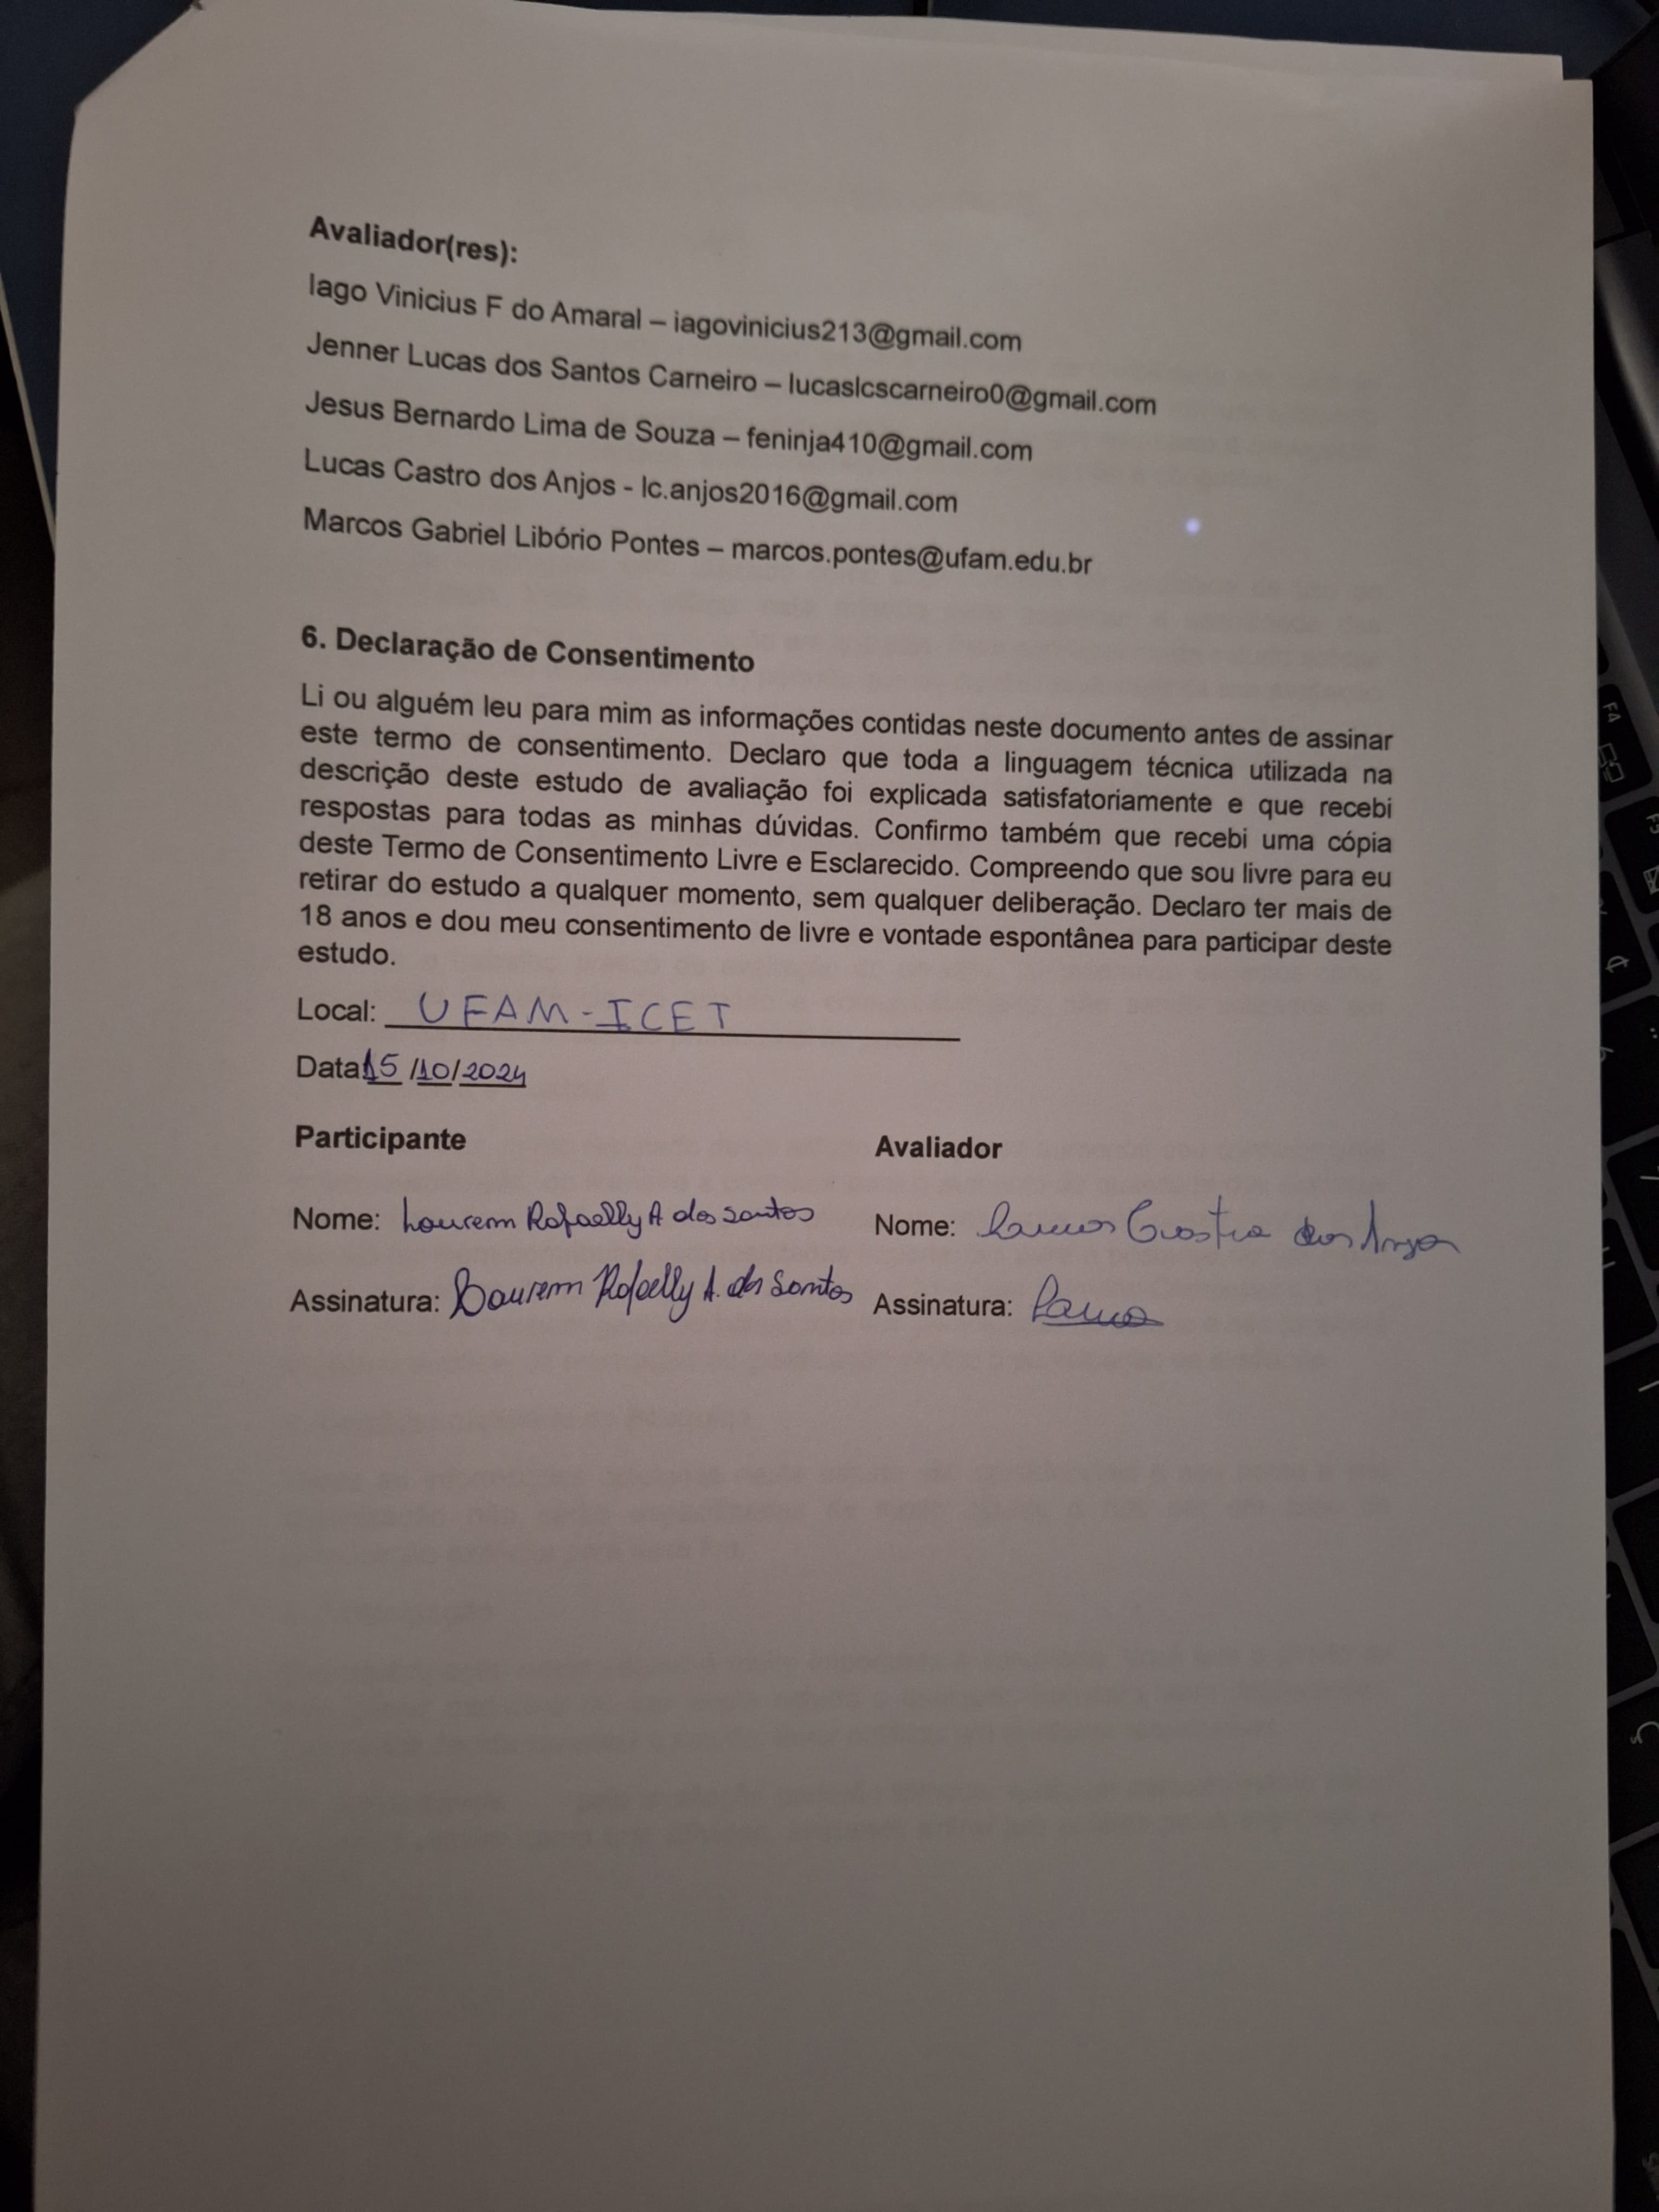 Avaliador(res):
Iago Vinicius F do Amaral – iagovinicius213@gmail.com
Jenner Lucas dos Santos Carneiro – lucaslcscarneiro0@gmail.com
Jesus Bernardo Lima de Souza – feninja410@gmail.com
Lucas Castro dos Anjos - lc.anjos2016@gmail.com
Marcos Gabriel Libório Pontes – marcos.pontes@ufam.edu.br
6. Declaração de Consentimento
Li ou alguém leu para mim as informações contidas neste documento antes de assinar
este termo de consentimento. Declaro que toda a linguagem técnica utilizada na
descrição deste estudo de avaliação foi explicada satisfatoriamente e que recebi
respostas para todas as minhas dúvidas. Confirmo também que recebi uma cópia
deste Termo de Consentimento Livre e Esclarecido. Compreendo que sou livre para eu
retirar do estudo a qualquer momento, sem qualquer deliberação. Declaro ter mais de
18 anos e dou meu consentimento de livre e vontade espontânea para participar deste
estudo.
Local: UFAM-ICET
Data: 15/10/2024
Participante
Avaliador
Nome: Lourem Rafaelly A dos Santos
Nome: Lucas Castro dos Anjos
Assinatura: Lourem Rafaelly A. dos Santos
Assinatura: Lucas
F4
F5
Ç